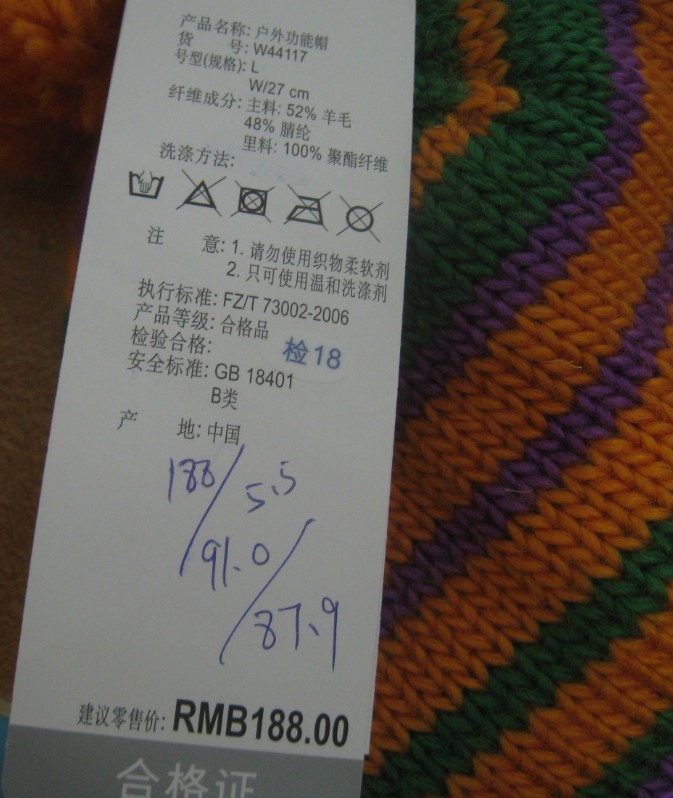 产品名称: 户外功能帽
货 号: W44117
号型(规格): L
W/27 cm
纤维成分: 主料: 52% 羊毛
48% 腈纶
里料: 100% 聚酯纤维
洗涤方法:
注 意: 1. 请勿使用织物柔软剂
2. 只可使用温和洗涤剂
执行标准: FZ/T 73002-2006
产品等级: 合格品
检验合格: 检18
安全标准: GB 18401
B类
产 地: 中国
188/5.5
/91.0/
87.9
建议零售价: RMB188.00
合格证